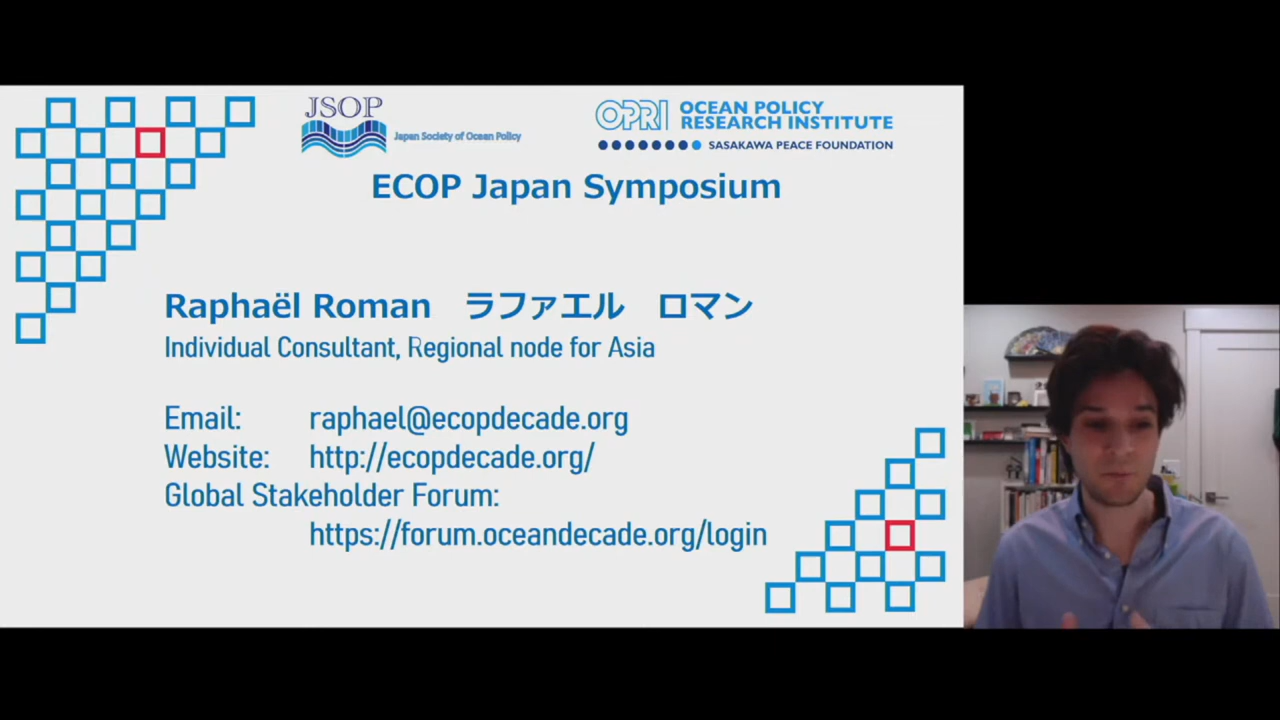 JSOP
Japan Society of Ocean Policy
OPRI
OCEAN POLICY
RESEARCH INSTITUTE
SASAKAWA PEACE FOUNDATION
ECOP Japan Symposium
Raphaël Roman ラファエル ロマン
Individual Consultant, Regional node for Asia
Email: raphael@ecopdecade.org
Website: http://ecopdecade.org/
Global Stakeholder Forum:
https://forum.oceandecade.org/login